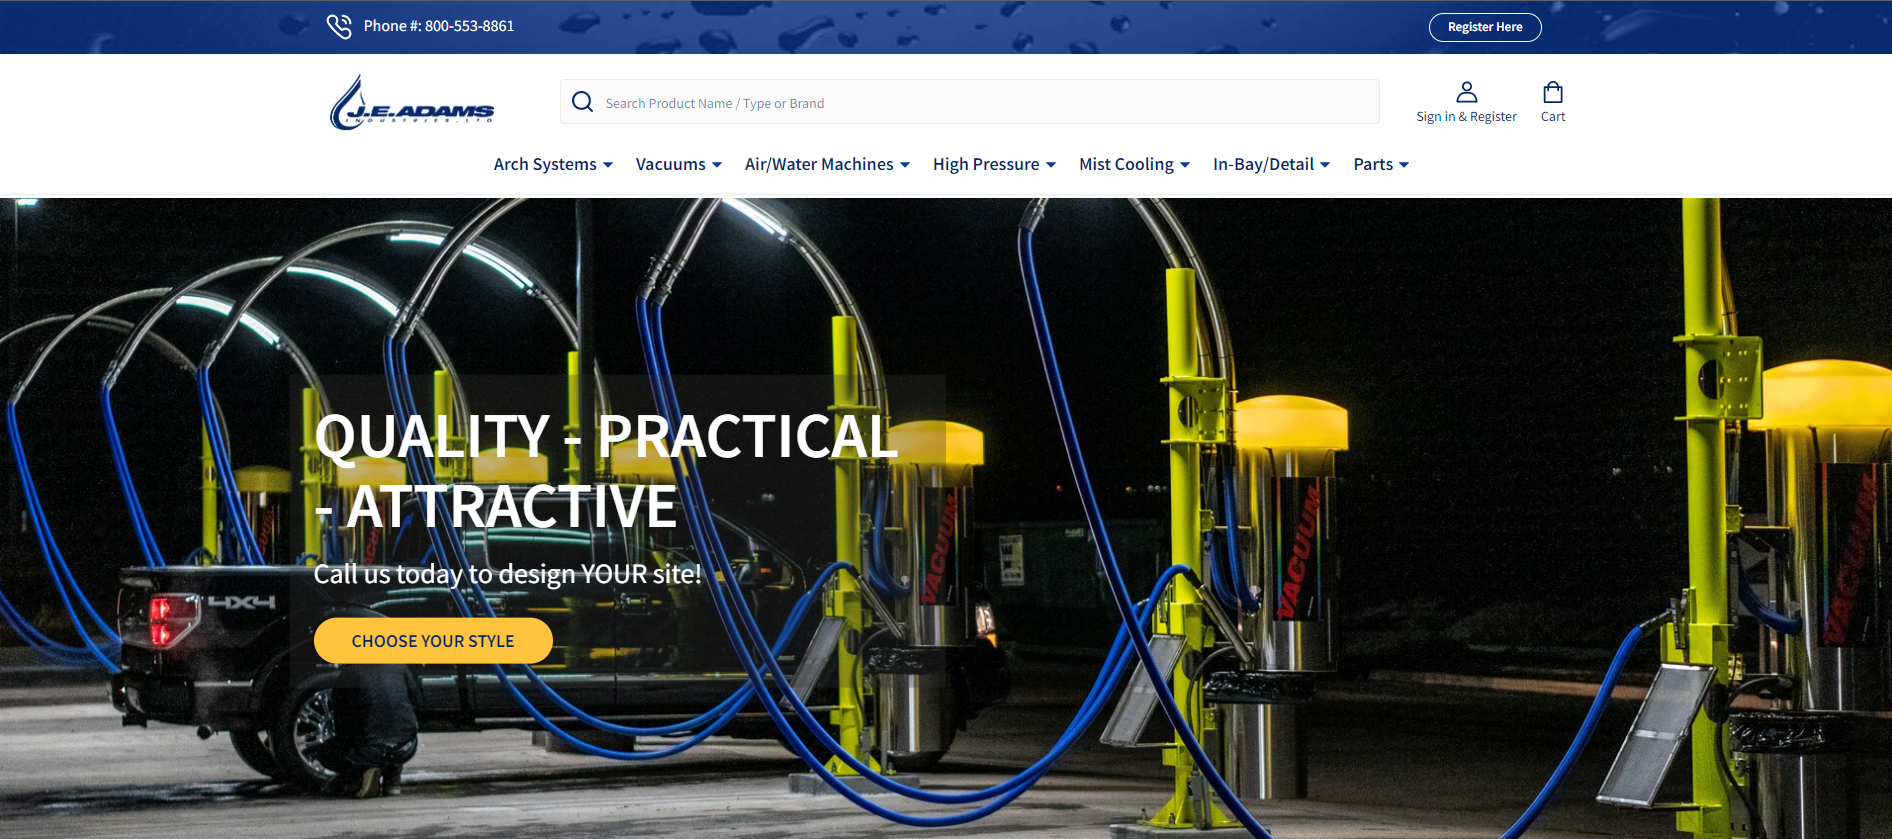 Phone #: 800-553-8861
Register Here
J.E.ADAMS
INDUSTRIES, LTD
Search Product Name / Type or Brand
Sign in & Register
Cart
Arch Systems
Vacuums
Air/Water Machines
High Pressure
Mist Cooling
In-Bay/Detail
Parts
QUALITY - PRACTICAL
- ATTRACTIVE
Call us today to design YOUR site!
CHOOSE YOUR STYLE
4X4
VACUUM
VACUUM
VACUUM